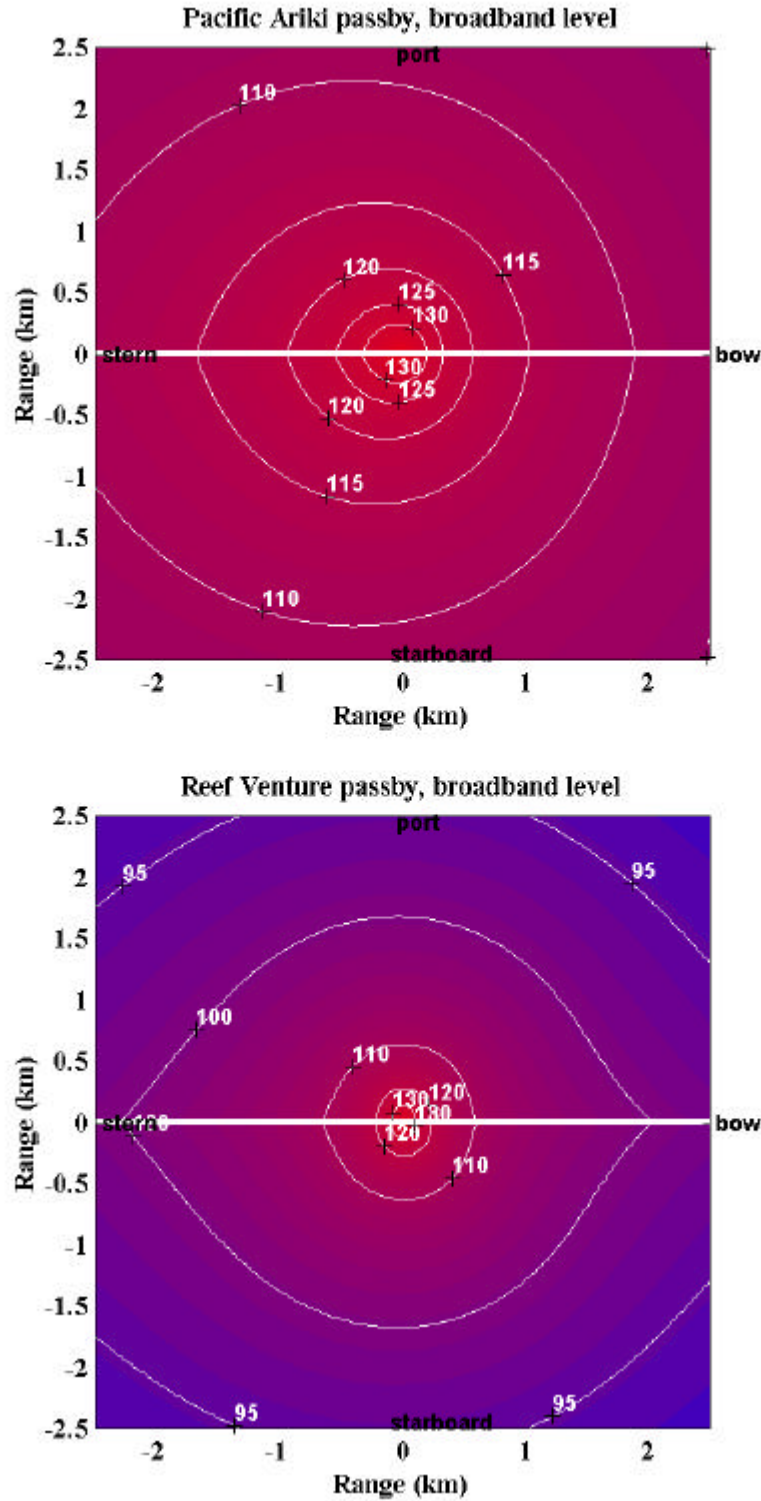 Pacific Ariki passby, broadband level
2.5
port
110
2
1.5
1
120
115
0.5
125
130
Range (km)
0
stern
bow
130
125
-0.5
120
-1
115
-1.5
-2
110
-2.5
starboard
-2 -1 0 1 2
Range (km)
Reef Venture passby, broadband level
2.5
port
95
95
2
1.5
1
100
0.5
110
130
120
130
Range (km)
0
stern
bow
120
-0.5
110
-1
-1.5
-2
95
95
-2.5
starboard
-2 -1 0 1 2
Range (km)